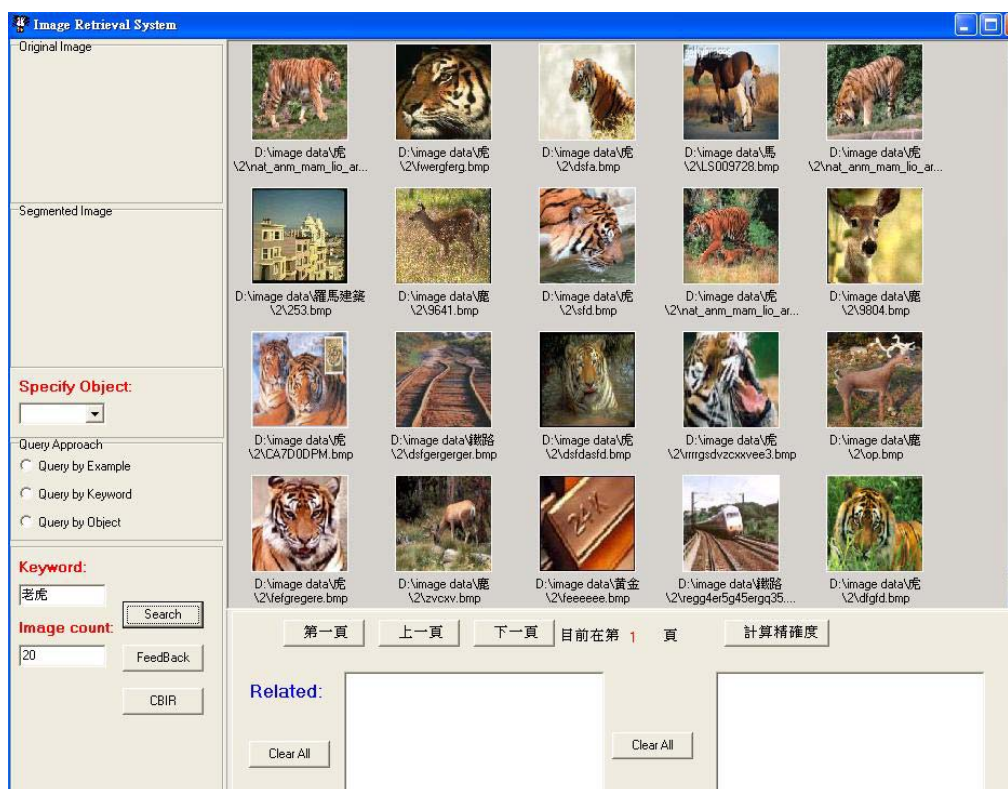 Image Retrieval System
Original Image
Segmented Image
Specify Object:
Query Approach
Query by Example
Query by Keyword
Query by Object
Keyword:
老虎
Search
Image count:
20
FeedBack
CBIR
D:\image data\虎
\2\nat_anm_mam_lio_ar...
D:\image data\虎
\2\fwergferg.bmp
D:\image data\虎
\2\dsfa.bmp
D:\image data\馬
\2\LS009728.bmp
D:\image data\虎
\2\nat_anm_mam_lio_ar...
D:\image data\羅馬建築
\2\253.bmp
D:\image data\鹿
\2\9641.bmp
D:\image data\虎
\2\sfd.bmp
D:\image data\虎
\2\nat_anm_mam_lio_ar...
D:\image data\鹿
\2\9804.bmp
D:\image data\虎
\2\CA7D0DPM.bmp
D:\image data\鐵路
\2\dsfgergerger.bmp
D:\image data\虎
\2\dsfdasfd.bmp
D:\image data\虎
\2\rrrrgsdvzcxxvee3.bmp
D:\image data\鹿
\2\op.bmp
D:\image data\虎
\2\fefgregere.bmp
D:\image data\鹿
\2\zvcxv.bmp
24K
D:\image data\黃金
\2\feeeeee.bmp
D:\image data\鐵路
\2\regg4er5g45ergq35....
D:\image data\虎
\2\dfgfd.bmp
第一頁
上一頁
下一頁
目前在第 1 頁
計算精確度
Related:
Clear All
Clear All